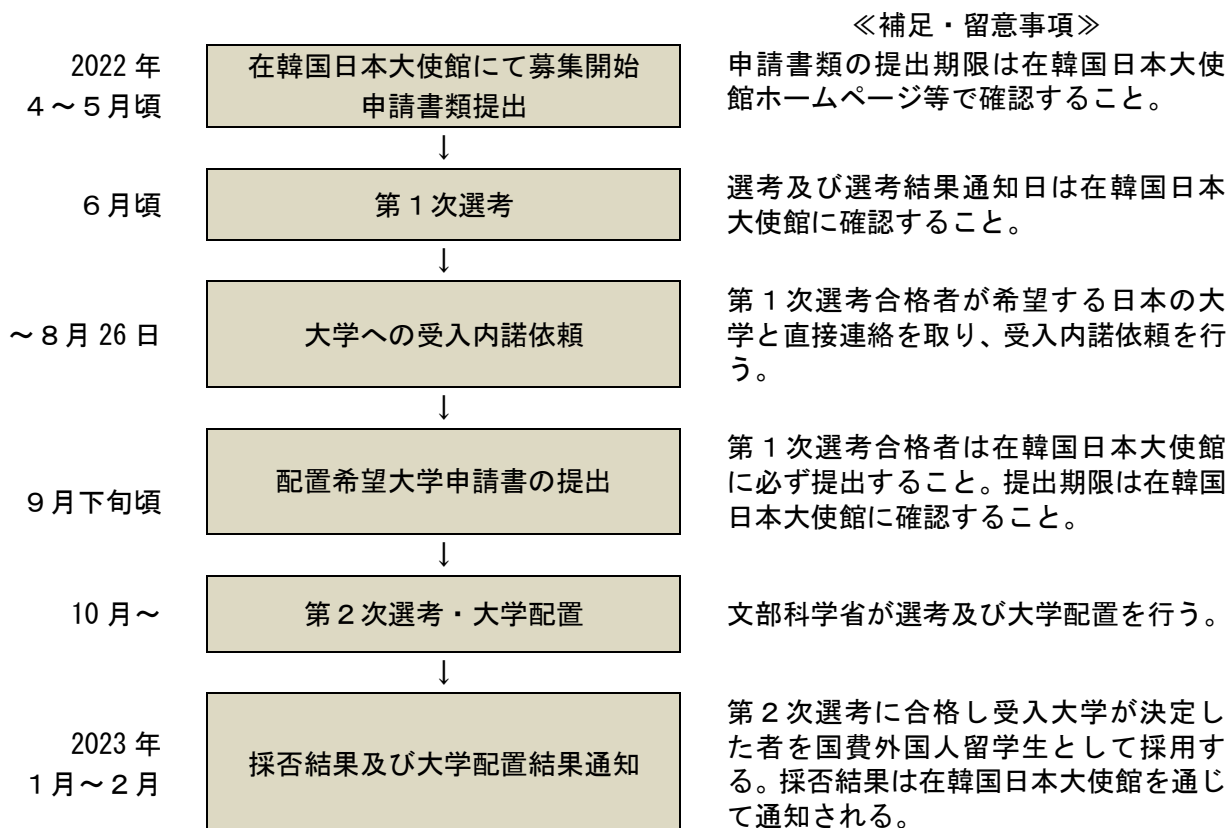 ≪補足・留意事項≫
2022 年
4～5月頃
在韓国日本大使館にて募集開始
申請書類提出
申請書類の提出期限は在韓国日本大使
館ホームページ等で確認すること。
↓
6月頃
第1次選考
選考及び選考結果通知日は在韓国日本
大使館に確認すること。
↓
～8月 26 日
大学への受入内諾依頼
第1次選考合格者が希望する日本の大
学と直接連絡を取り、受入内諾依頼を行
う。
↓
9月下旬頃
配置希望大学申請書の提出
第1次選考合格者は在韓国日本大使館
に必ず提出すること。提出期限は在韓国
日本大使館に確認すること。
↓
10 月～
第2次選考・大学配置
文部科学省が選考及び大学配置を行う。
↓
2023 年
1月～2月
採否結果及び大学配置結果通知
第2次選考に合格し受入大学が決定し
た者を国費外国人留学生として採用す
る。採否結果は在韓国日本大使館を通じ
て通知される。